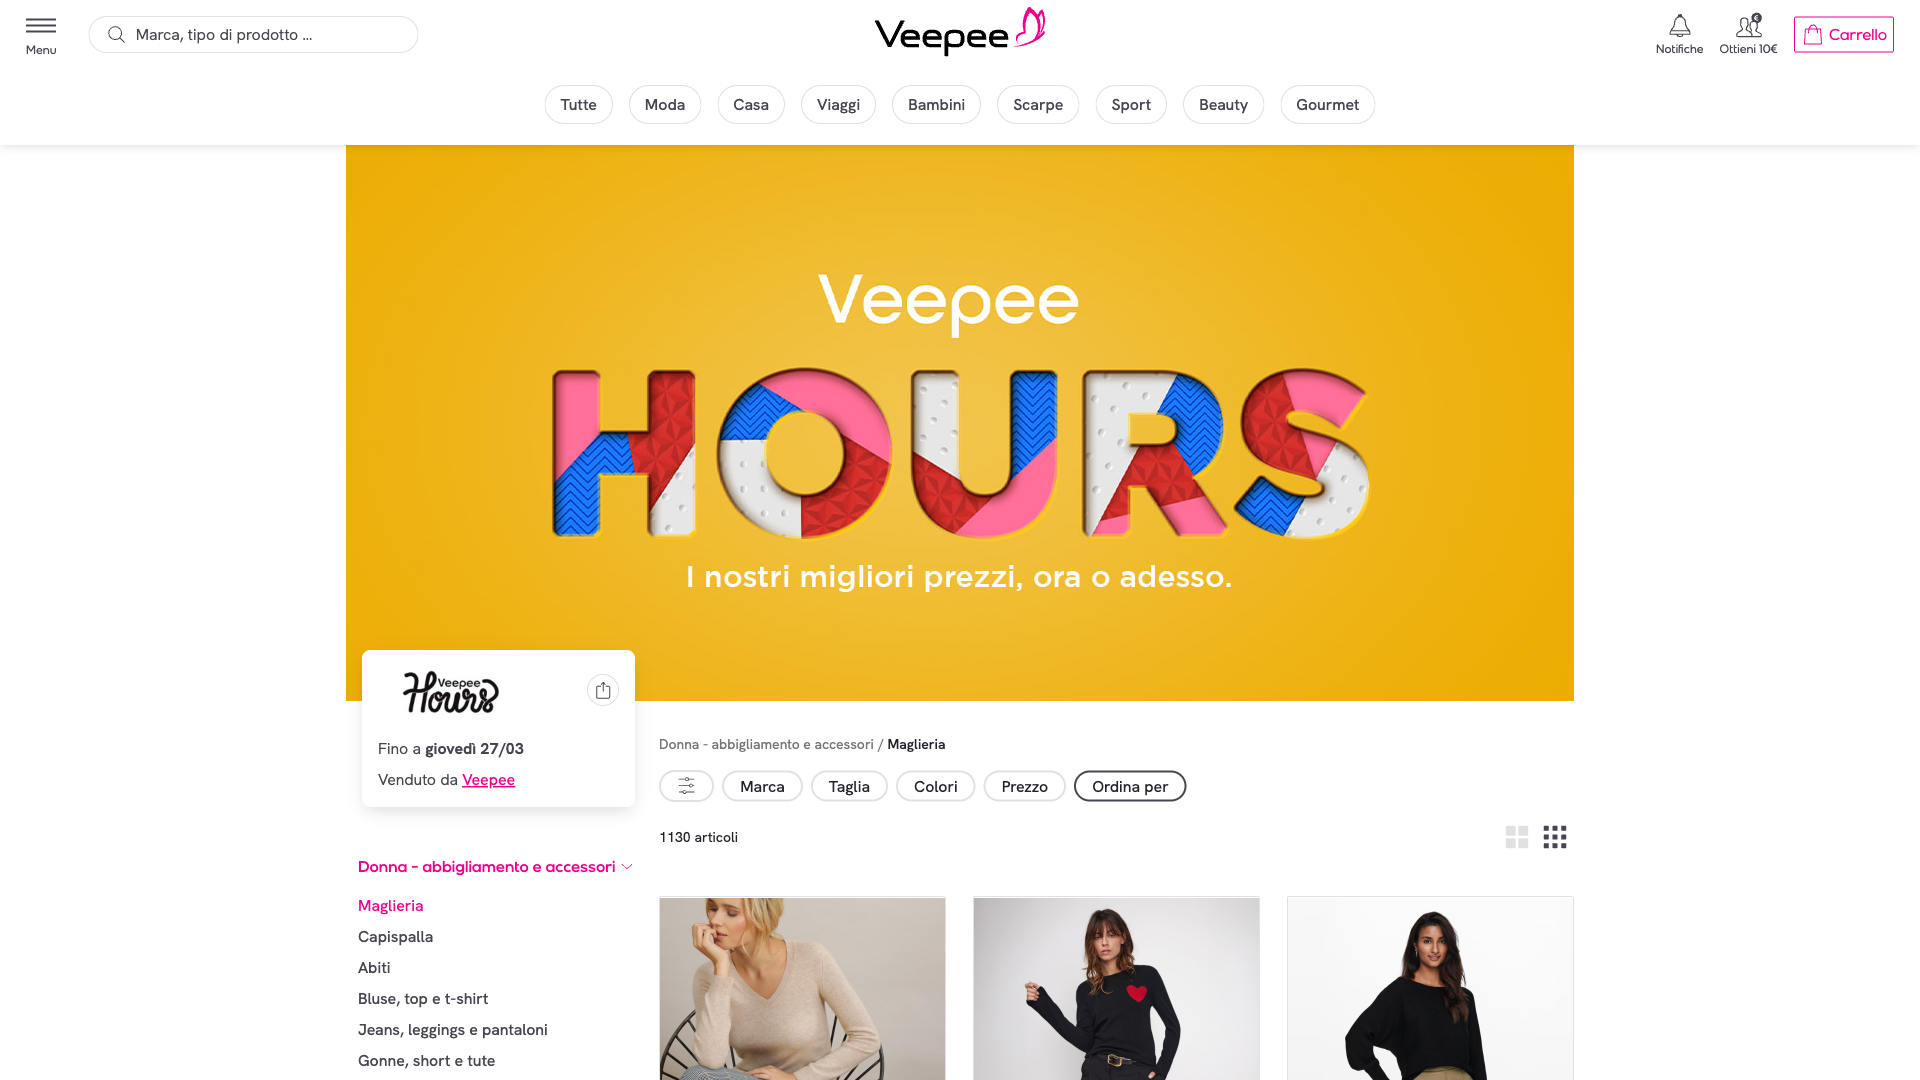 Menu
Marca, tipo di prodotto ...
Veepee
Notifiche
Ottieni 10€
Carrello
Tutte
Moda
Casa
Viaggi
Bambini
Scarpe
Sport
Beauty
Gourmet
Veepee
HOURS
I nostri migliori prezzi, ora o adesso.
Veepee
Hours
Fino a giovedì 27/03
Venduto da Veepee
Donna - abbigliamento e accessori / Maglieria
Marca
Taglia
Colori
Prezzo
Ordina per
1130 articoli
Donna - abbigliamento e accessori
Maglieria
Capispalla
Abiti
Bluse, top e t-shirt
Jeans, leggings e pantaloni
Gonne, short e tute